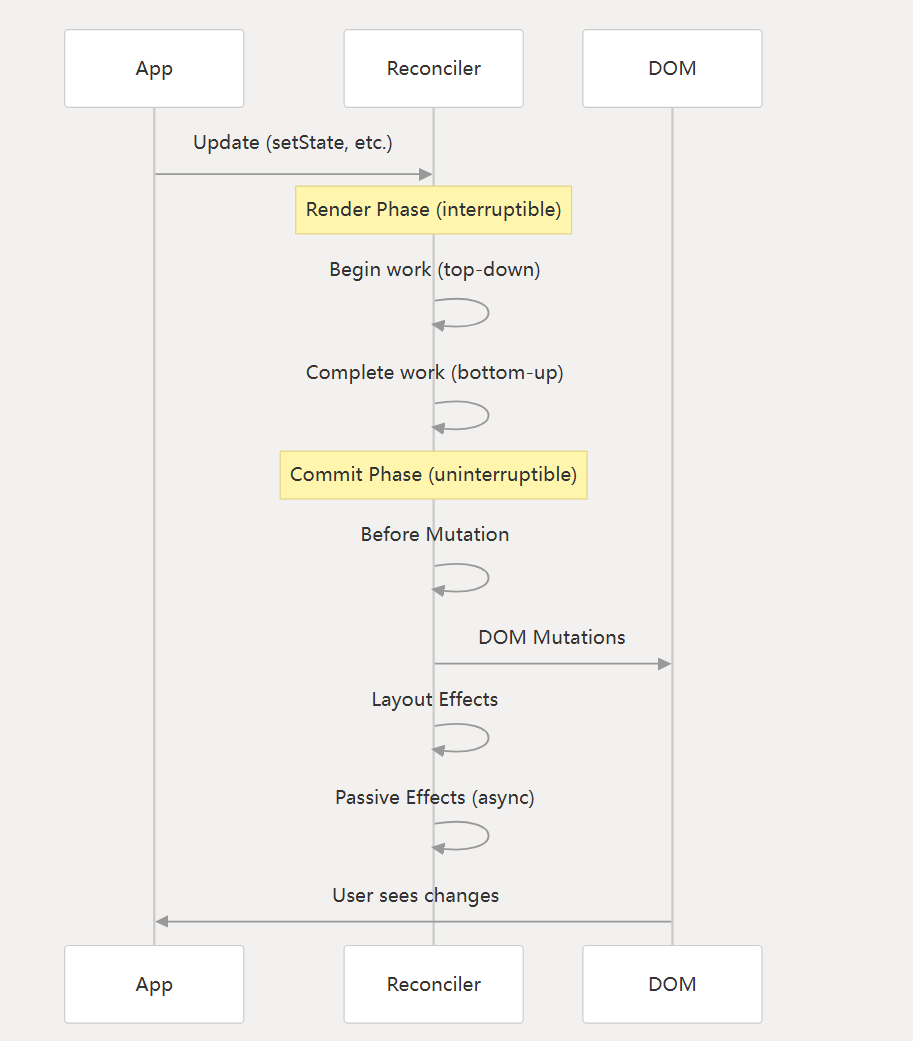 App
Reconciler
DOM
Update (setState, etc.)
Render Phase (interruptible)
Begin work (top-down)
Complete work (bottom-up)
Commit Phase (uninterruptible)
Before Mutation
DOM Mutations
Layout Effects
Passive Effects (async)
User sees changes
App
Reconciler
DOM